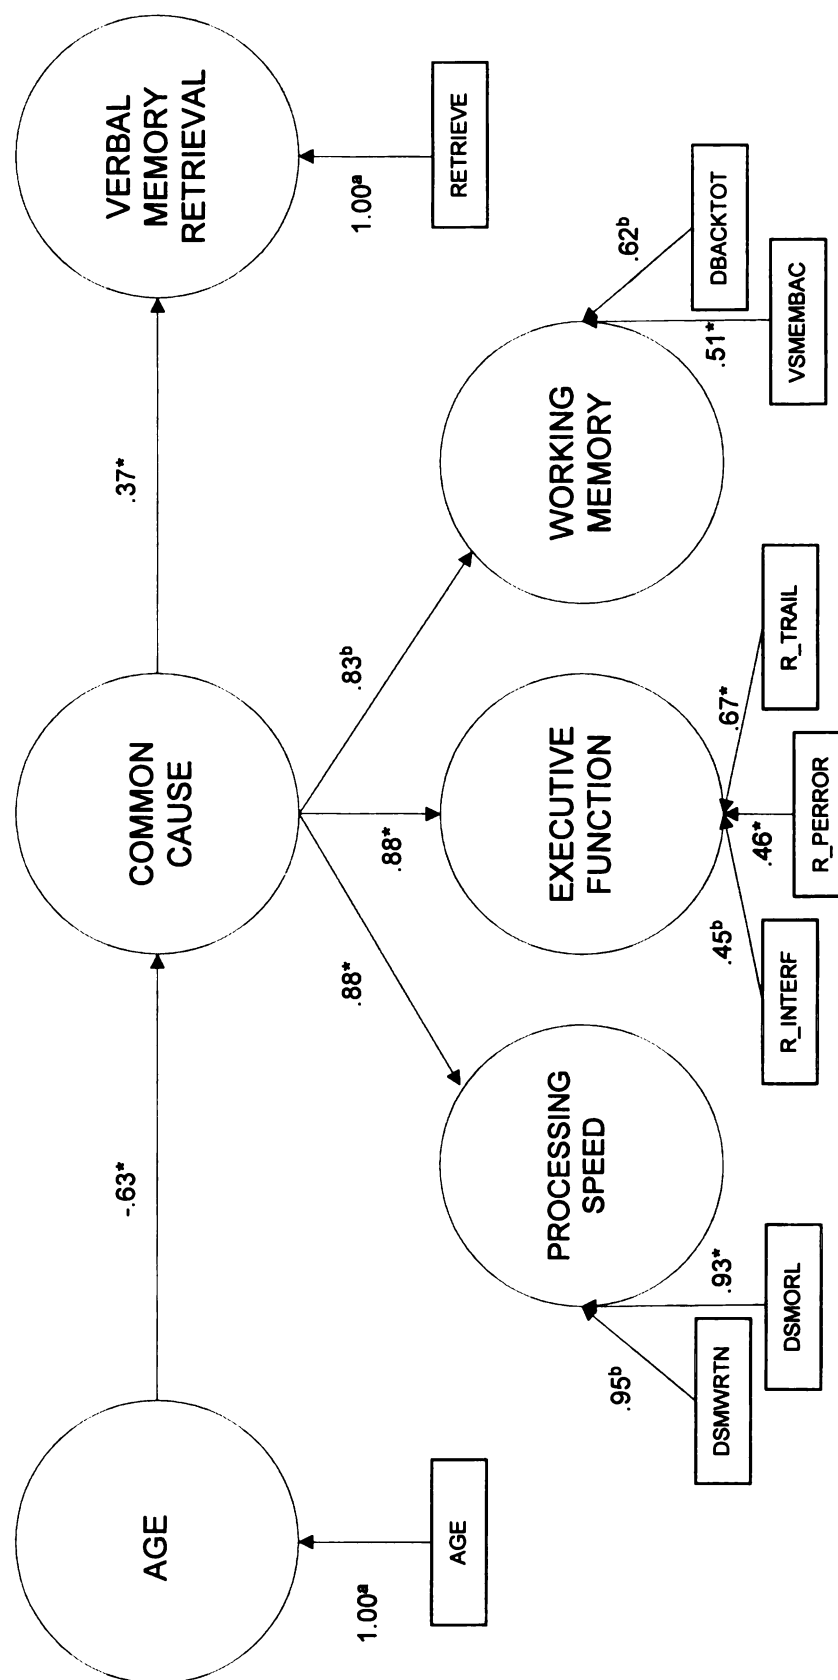 AGE
-.63*
COMMON
CAUSE
.37*
VERBAL
MEMORY
RETRIEVAL
1.00ᵃ
AGE
1.00ᵃ
RETRIEVE
.88*
.88*
.83ᵇ
PROCESSING
SPEED
EXECUTIVE
FUNCTION
WORKING
MEMORY
.95ᵇ
.93*
DSMWRTN
DSMORL
.45ᵇ
.46*
.67*
R_INTERF
R_PERROR
R_TRAIL
.51*
.62ᵇ
VSMEMBAC
DBACKTOT